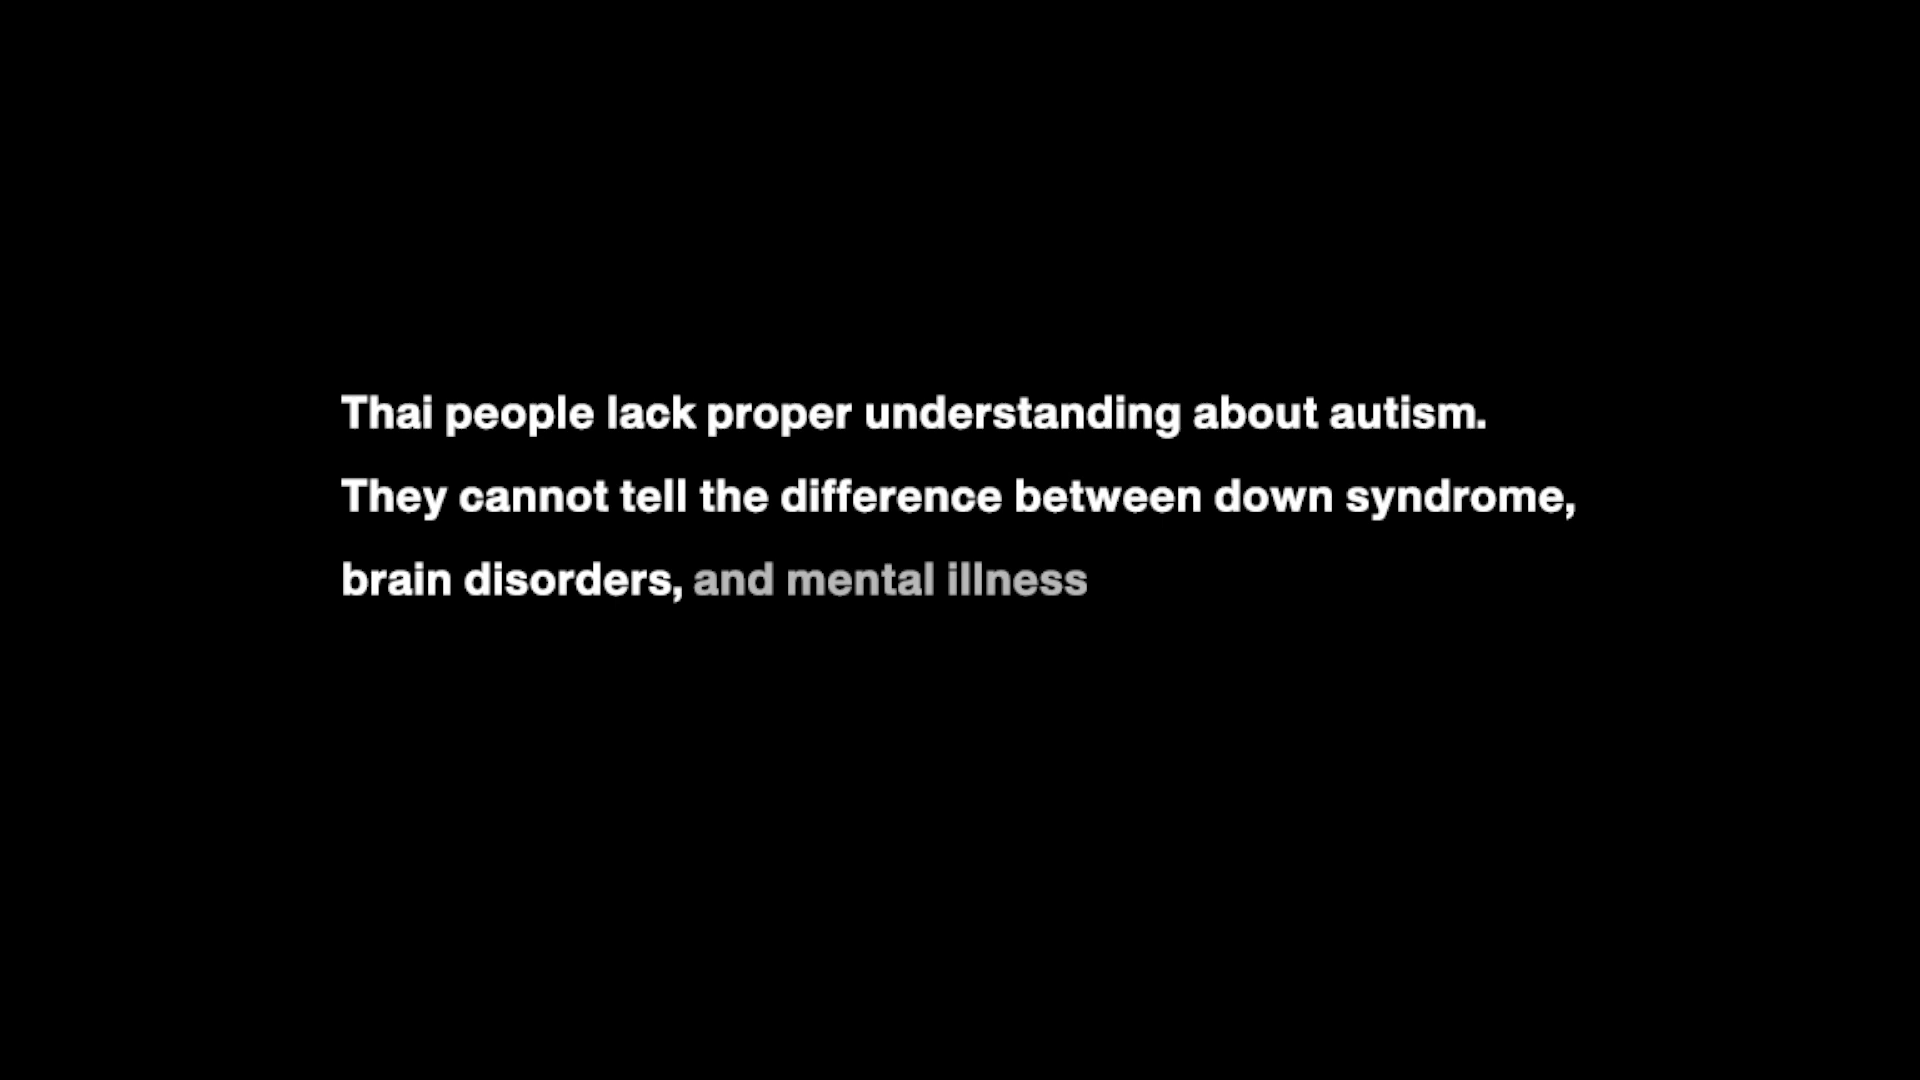 Thai people lack proper understanding about autism.
They cannot tell the difference between down syndrome,
brain disorders, and mental illness